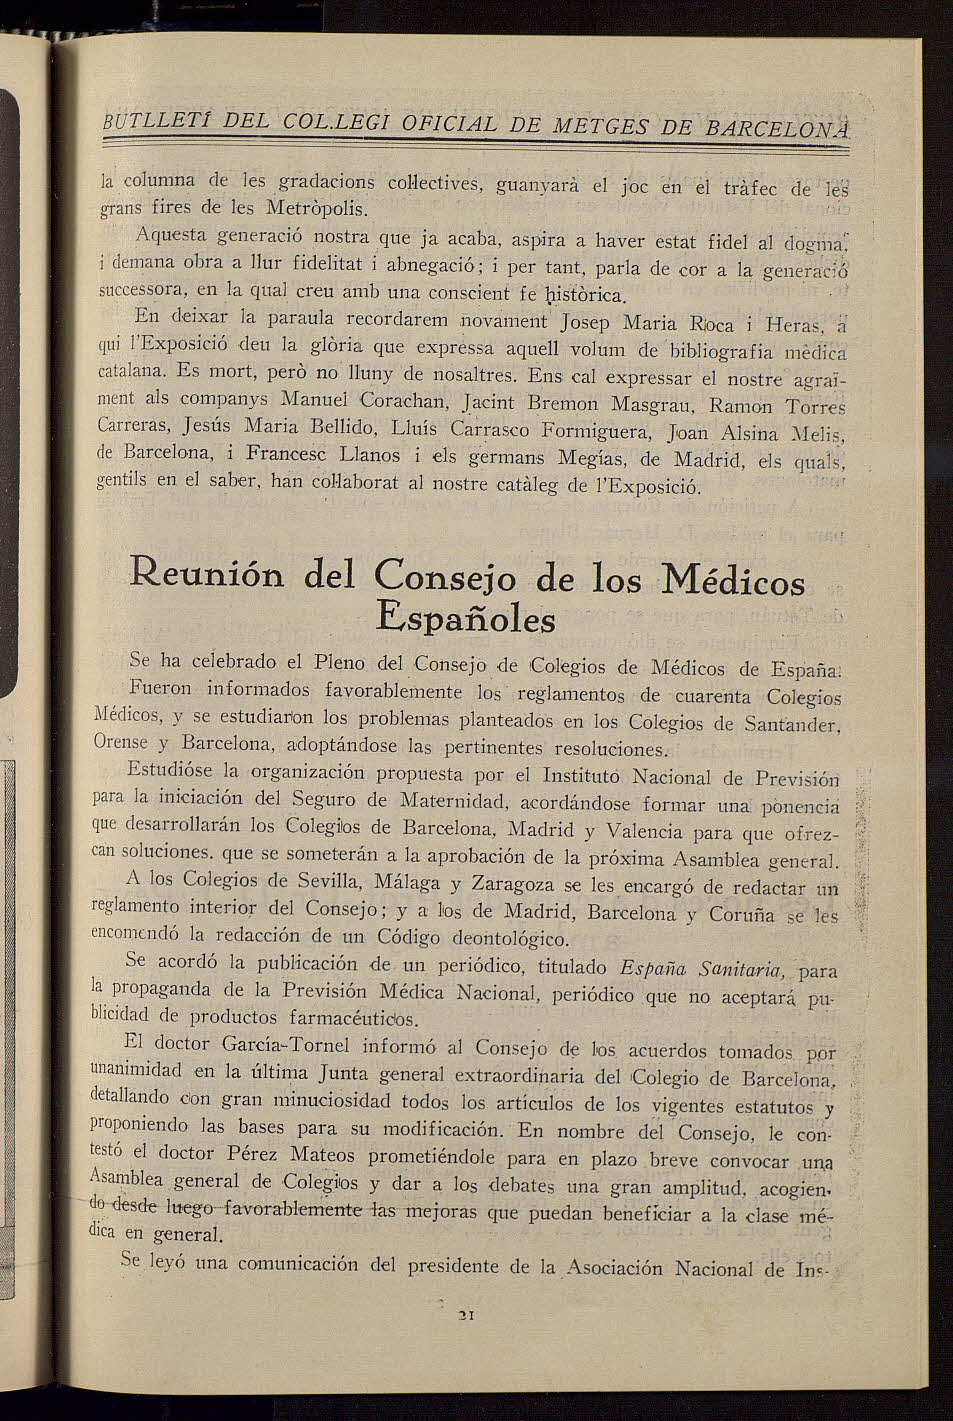 BUTLLETÍ DEL COL.LEGI OFICIAL DE METGES DE BARCELONA
la columna de les gradacions col·lectives, guanyarà el joc en el tràfec de les
grans fires de les Metròpolis.
Aquesta generació nostra que ja acaba, aspira a haver estat fidel al dogma,
i demana obra a llur fidelitat i abnegació; i per tant, parla de cor a la generació
successora, en la qual creu amb una conscient fe històrica.
En deixar la paraula recordarem novament Josep Maria Roca i Heras, a
qui l'Exposició deu la glòria que expressa aquell volum de bibliografia mèdica
catalana. Es mort, però no lluny de nosaltres. Ens cal expressar el nostre agraï-
ment als companys Manuel Corachan, Jacint Bremon Masgrau, Ramon Torres
Carreras, Jesús Maria Bellido, Lluís Carrasco Formiguera, Joan Alsina Melis,
de Barcelona, i Francesc Llanos i els germans Megías, de Madrid, els quals,
gentils en el saber, han col·laborat al nostre catàleg de l'Exposició.
Reunión del Consejo de los Médicos
Españoles
Se ha celebrado el Pleno del Consejo de Colegios de Médicos de España.
Fueron informados favorablemente los reglamentos de cuarenta Colegios
Médicos, y se estudiaron los problemas planteados en los Colegios de Santander,
Orense y Barcelona, adoptándose las pertinentes resoluciones.
Estudióse la organización propuesta por el Instituto Nacional de Previsión
para la iniciación del Seguro de Maternidad, acordándose formar una ponencia
que desarrollarán los Colegios de Barcelona, Madrid y Valencia para que ofrez-
can soluciones. que se someterán a la aprobación de la próxima Asamblea general.
A los Colegios de Sevilla, Málaga y Zaragoza se les encargó de redactar un
reglamento interior del Consejo; y a los de Madrid, Barcelona y Coruña se les
encomendó la redacción de un Código deontológico.
Se acordó la publicación de un periódico, titulado España Sanitaria, para
la propaganda de la Previsión Médica Nacional, periódico que no aceptará pu-
blicidad de productos farmacéuticos.
El doctor García-Tornel informó al Consejo de los acuerdos tomados por
unanimidad en la última Junta general extraordinaria del Colegio de Barcelona,
detallando con gran minuciosidad todos los artículos de los vigentes estatutos y
proponiendo las bases para su modificación. En nombre del Consejo, le con-
testó el doctor Pérez Mateos prometiéndole para en plazo breve convocar una
Asamblea general de Colegios y dar a los debates una gran amplitud, acogien-
do desde luego favorablemente las mejoras que puedan beneficiar a la clase mé-
dica en general.
Se leyó una comunicación del presidente de la Asociación Nacional de Ins-
21